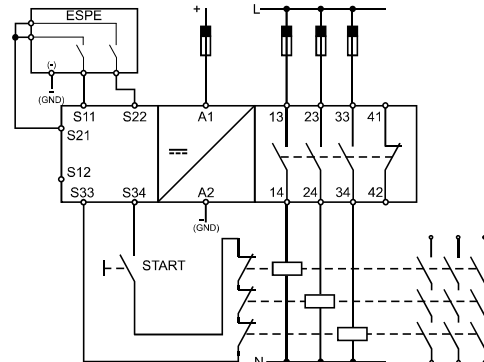 ESPE
+
L
(-)
(GND)
S11
S22
A1
13
23
33
41
S21
S12
S33
S34
A2
14
24
34
42
(GND)
START
N